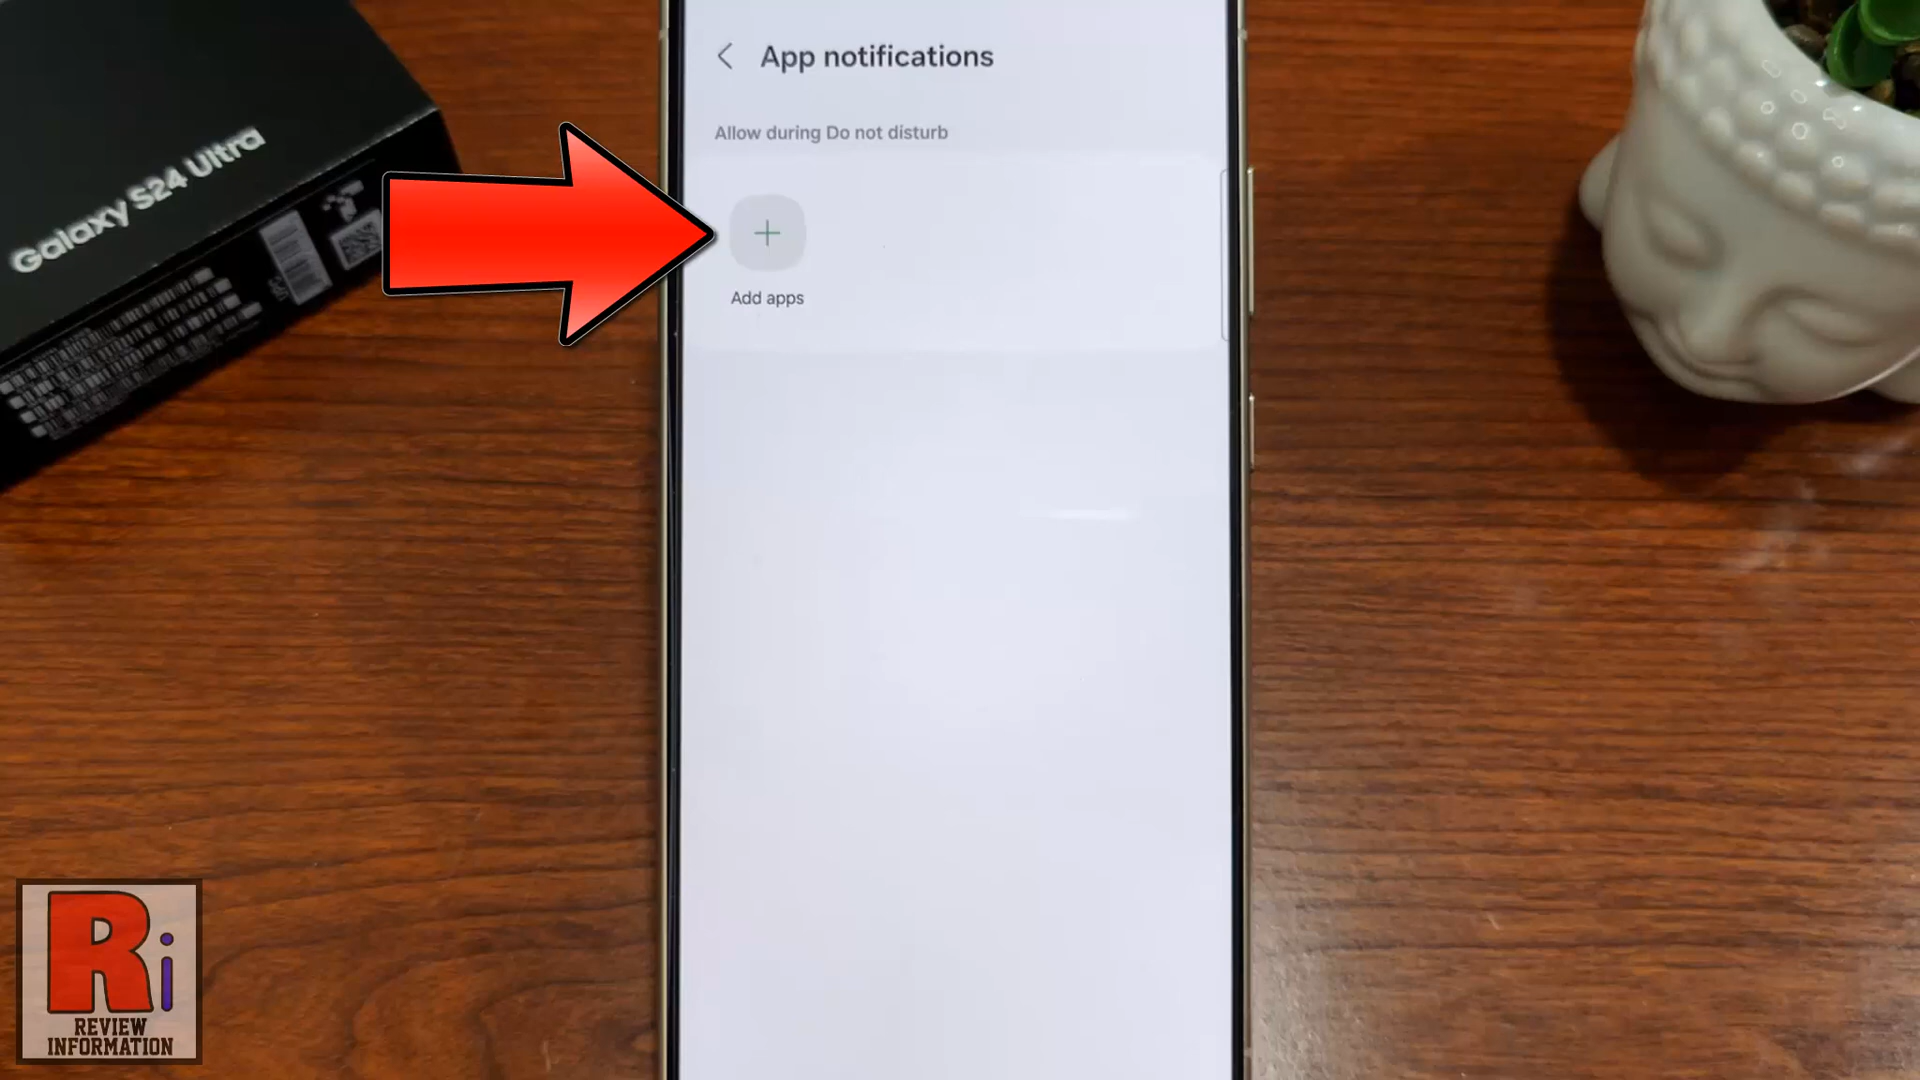 App notifications
Allow during Do not disturb
Add apps
Galaxy S24 Ultra
Ri
REVIEW
INFORMATION